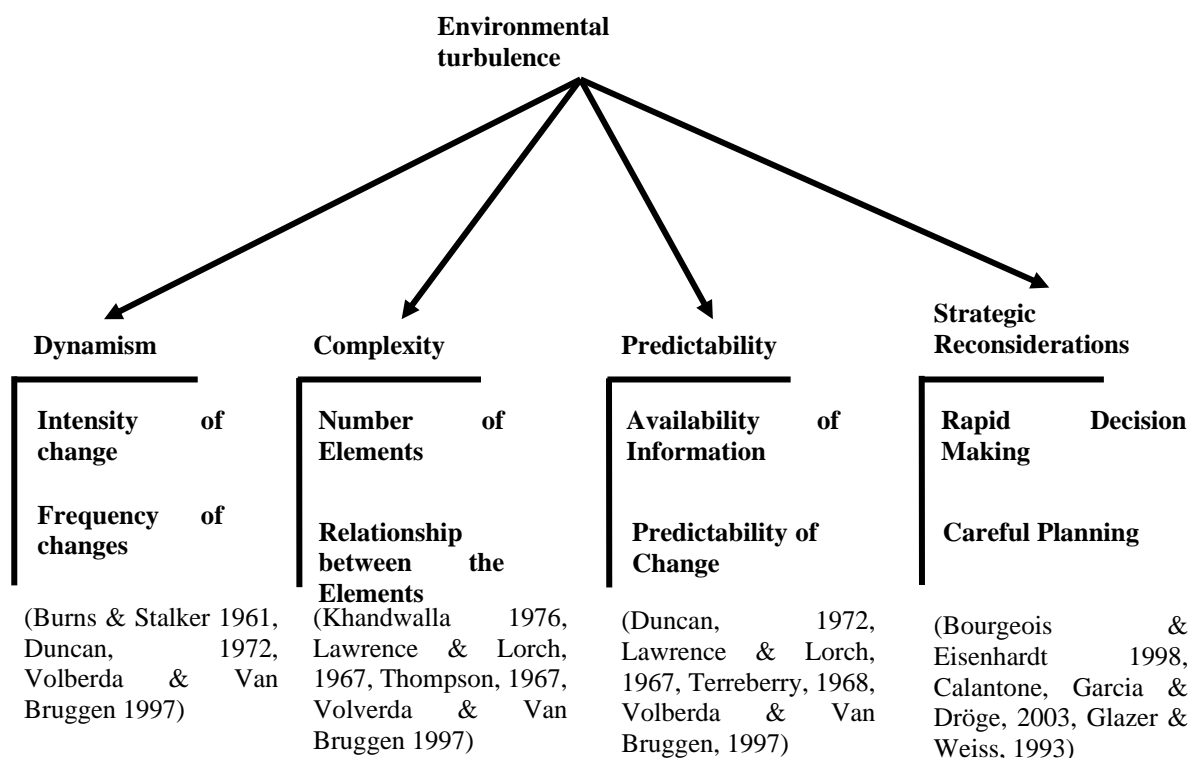 Environmental
turbulence
Dynamism
Intensity of
change
Frequency of
changes
(Burns & Stalker 1961,
Duncan, 1972,
Volberda & Van
Bruggen 1997)
Complexity
Number of
Elements
Relationship
between the
Elements
(Khandwalla 1976,
Lawrence & Lorch,
1967, Thompson, 1967,
Volverda & Van
Bruggen 1997)
Predictability
Availability of
Information
Predictability of
Change
(Duncan, 1972,
Lawrence & Lorch,
1967, Terreberry, 1968,
Volberda & Van
Bruggen, 1997)
Strategic
Reconsiderations
Rapid Decision
Making
Careful Planning
(Bourgeois &
Eisenhardt 1998,
Calantone, Garcia &
Dröge, 2003, Glazer &
Weiss, 1993)